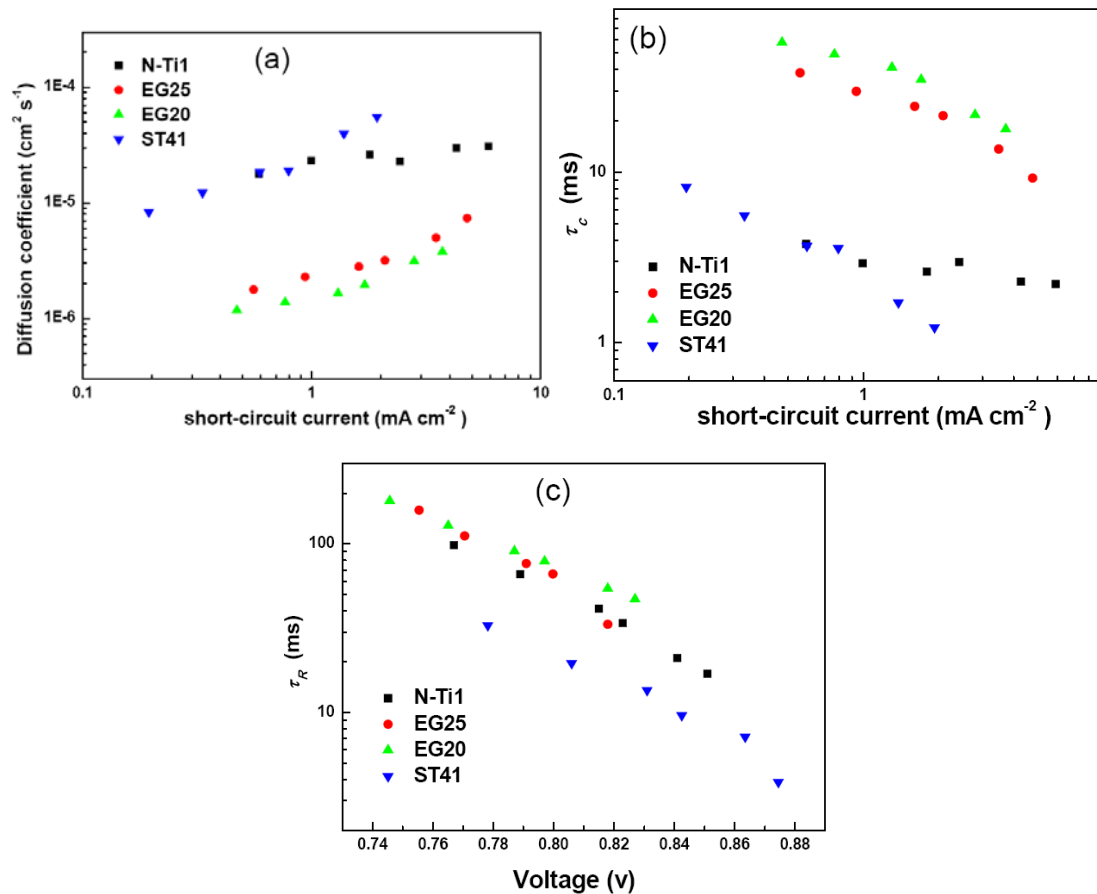 (a)
N-Ti1
EG25
EG20
ST41
1E-4
1E-5
1E-6
Diffusion coefficient (cm² s⁻¹)
0.1
1
10
short-circuit current (mA cm⁻²)
(b)
10
1
τc (ms)
N-Ti1
EG25
EG20
ST41
0.1
1
short-circuit current (mA cm⁻²)
(c)
100
10
τR (ms)
N-Ti1
EG25
EG20
ST41
0.74 0.76 0.78 0.80 0.82 0.84 0.86 0.88
Voltage (v)